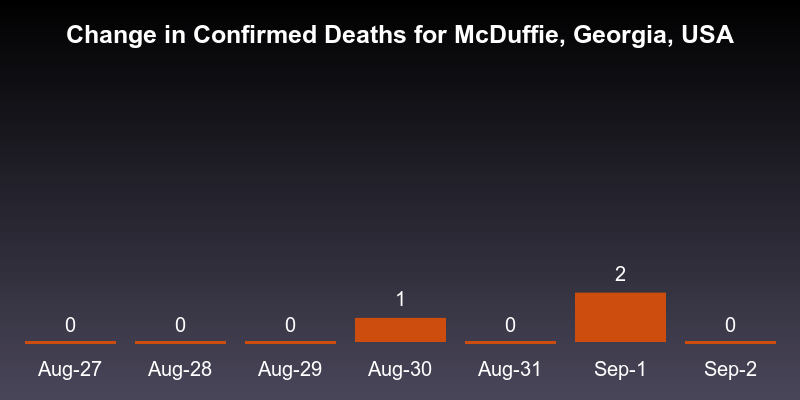 Change in Confirmed Deaths for McDuffie, Georgia, USA
0 0 0 1 0 2 0
Aug-27 Aug-28 Aug-29 Aug-30 Aug-31 Sep-1 Sep-2